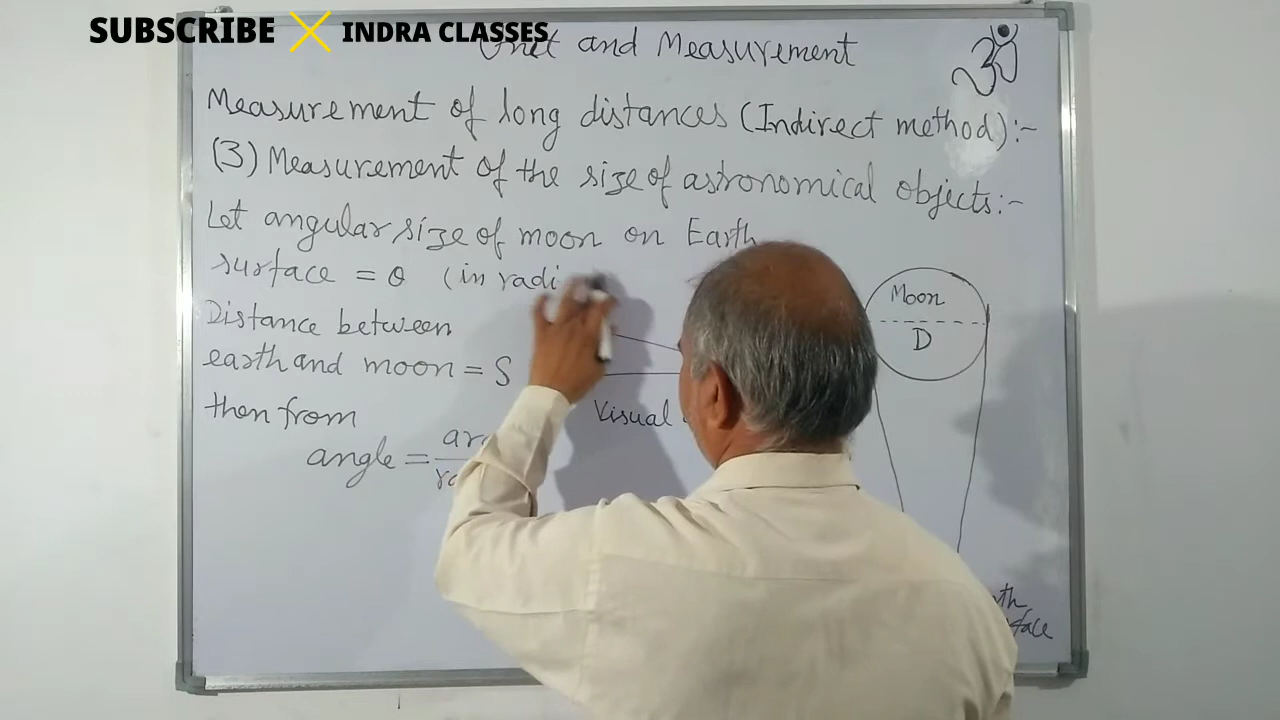 SUBSCRIBE INDRA CLASSES
Unit and Measurement
ॐ
Measurement of long distances (Indirect method):-
(3) Measurement of the size of astronomical objects:-
Let angular size of moon on Earth
surface = θ (in radi
Distance between
earth and moon = S
then from
angle =
Visual
Moon
D